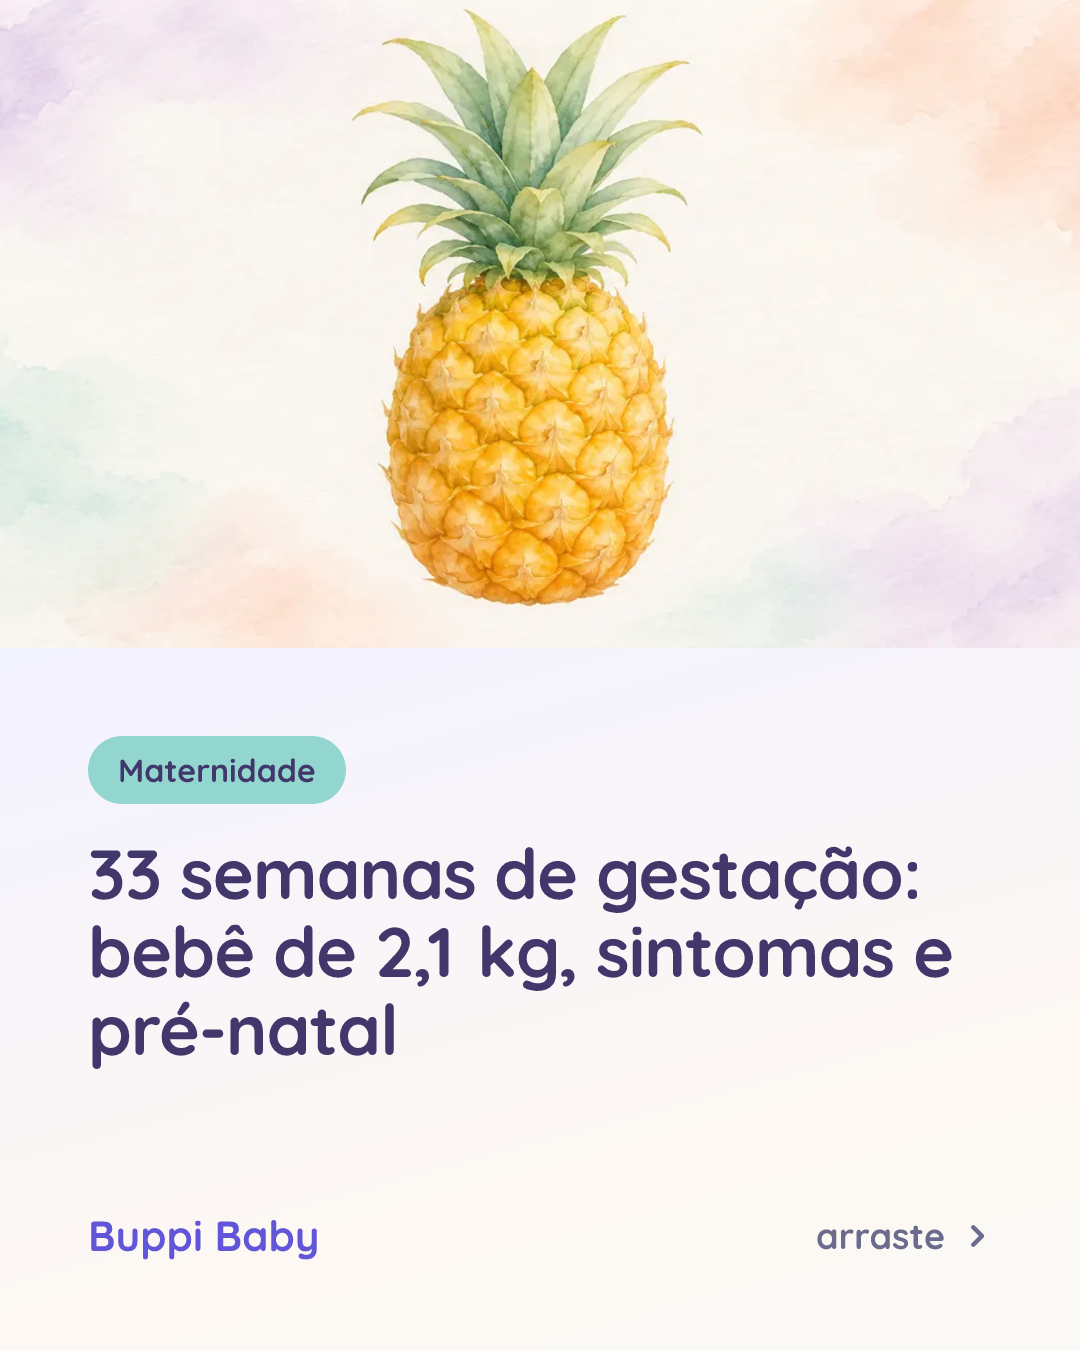 Maternidade
33 semanas de gestação:
bebê de 2,1 kg, sintomas e
pré-natal
Buppi Baby
arraste